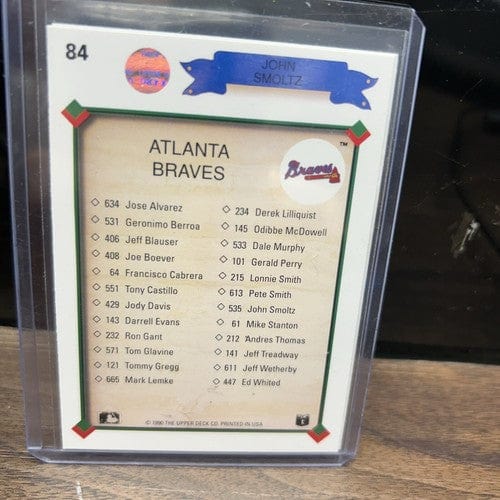 84
JOHN
SMOLTZ
ATLANTA
BRAVES
Braves
TM
634 Jose Alvarez
531 Geronimo Berroa
406 Jeff Blauser
408 Joe Boever
64 Francisco Cabrera
551 Tony Castillo
429 Jody Davis
143 Darrell Evans
232 Ron Gant
571 Tom Glavine
121 Tommy Gregg
665 Mark Lemke
234 Derek Lilliquist
145 Odibbe McDowell
533 Dale Murphy
101 Gerald Perry
215 Lonnie Smith
613 Pete Smith
535 John Smoltz
61 Mike Stanton
212 Andres Thomas
141 Jeff Treadway
611 Jeff Wetherby
447 Ed Whited
© 1990 THE UPPER DECK CO. PRINTED IN USA